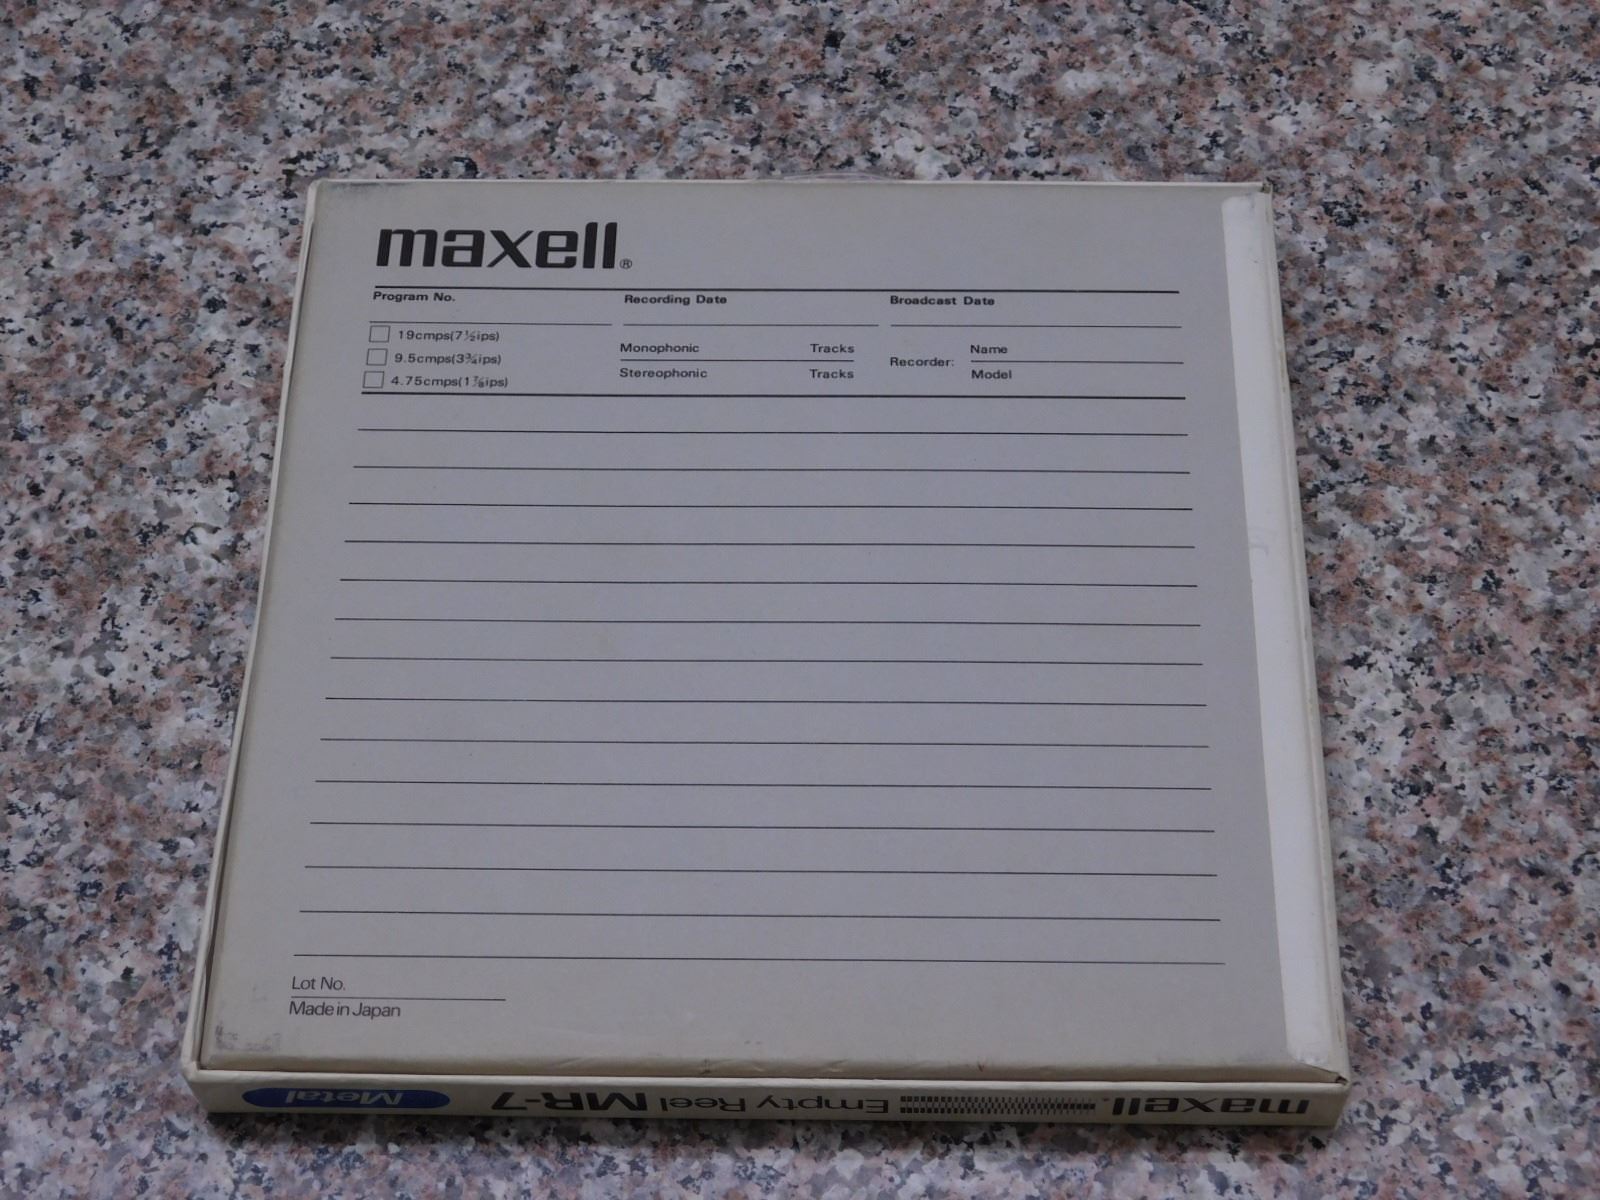 maxell®
Program No. Recording Date Broadcast Date
19cmps(7½ips)
9.5cmps(3¾ips)
4.75cmps(1⅞ips)
Monophonic Tracks
Stereophonic Tracks
Recorder: Name
Model
Lot No.
Made in Japan
maxell® Empty Reel MR-7 Metal